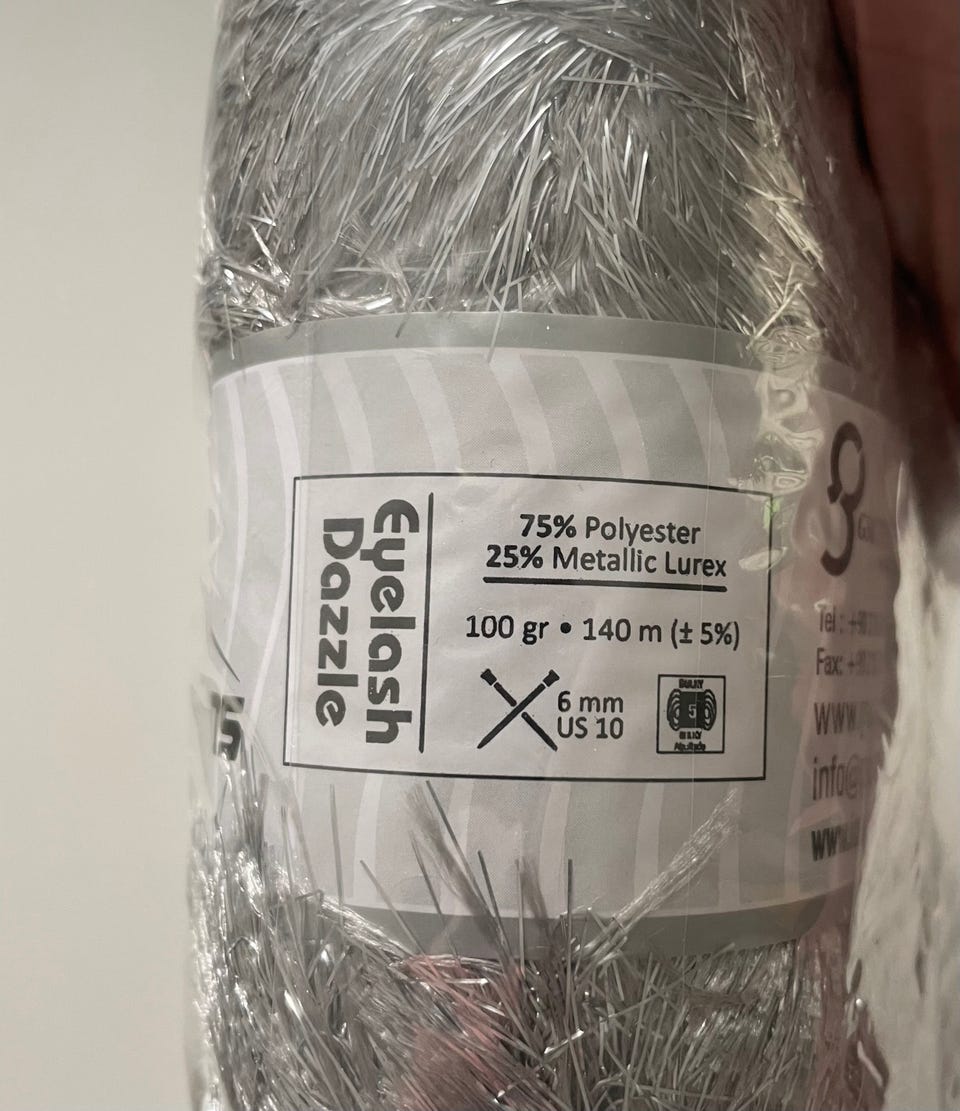 Eyelash
Dazzle
75% Polyester
25% Metallic Lurex
100 gr • 140 m (± 5%)
6 mm
US 10
BULKY
5
Tel :
Fax:
www.
info@
www.